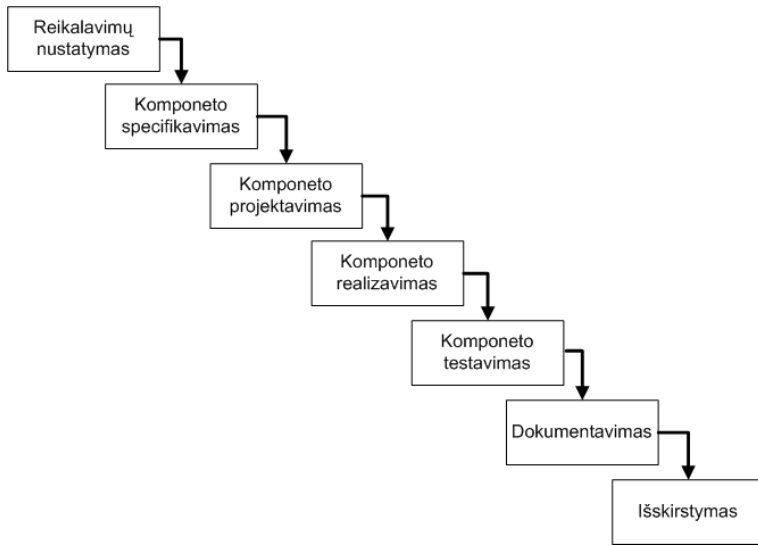 Reikalavimų
nustatymas
Komponeto
specifikavimas
Komponeto
projektavimas
Komponeto
realizavimas
Komponeto
testavimas
Dokumentavimas
Išskirstymas